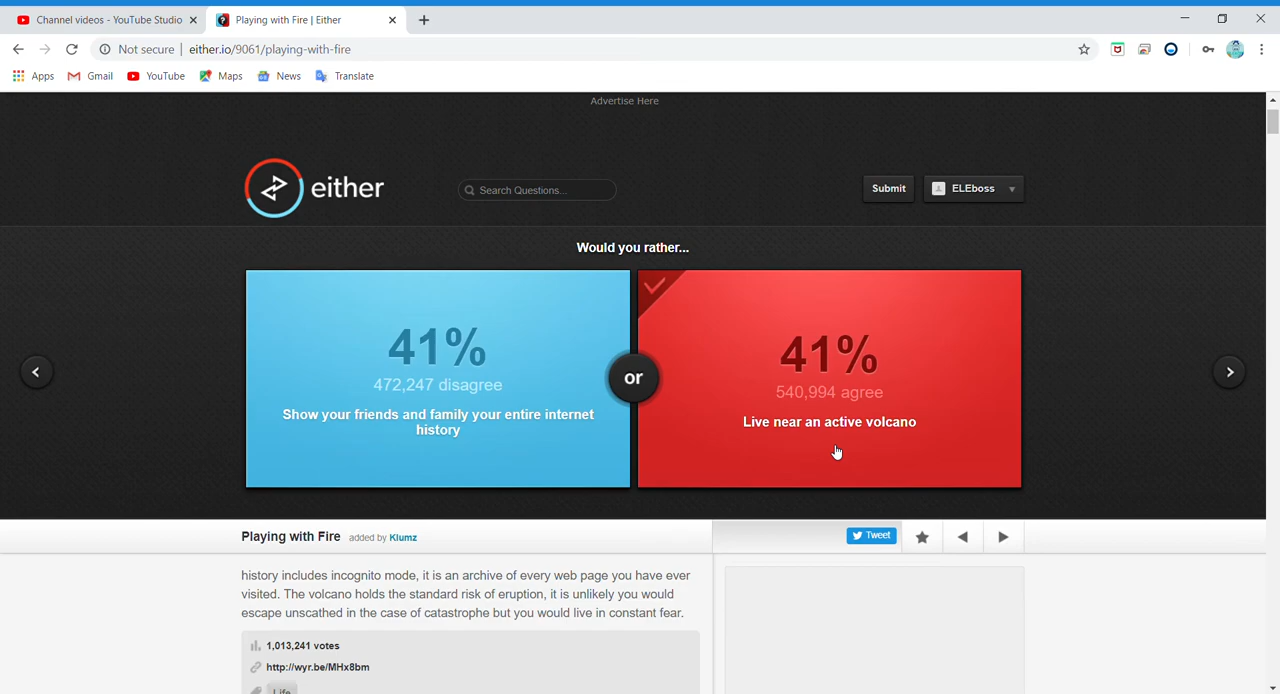 Channel videos - YouTube Studio
Playing with Fire | Either
Not secure | either.io/9061/playing-with-fire
Apps Gmail YouTube Maps News Translate
Advertise Here
either
Search Questions...
Submit
ELEboss
Would you rather...
41%
472,247 disagree
Show your friends and family your entire internet
history
or
41%
540,994 agree
Live near an active volcano
Playing with Fire added by Klumz
Tweet
history includes incognito mode, it is an archive of every web page you have ever
visited. The volcano holds the standard risk of eruption, it is unlikely you would
escape unscathed in the case of catastrophe but you would live in constant fear.
1,013,241 votes
http://wyr.be/MHx8bm
Life